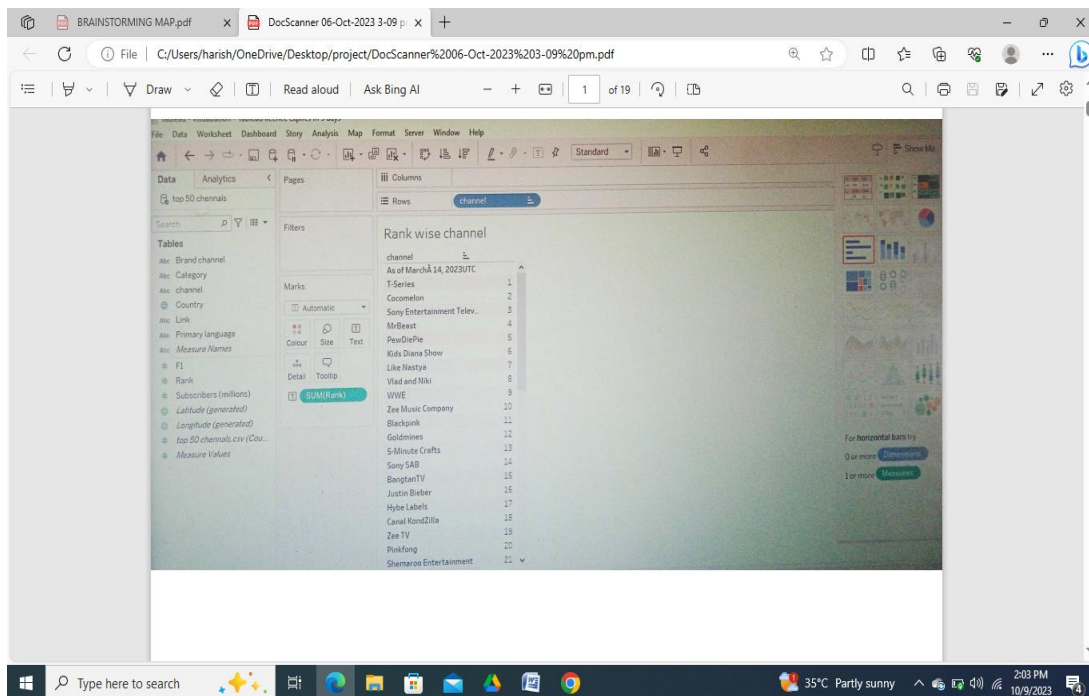 BRAINSTORMING MAP.pdf
DocScanner 06-Oct-2023 3-09 p
File C:/Users/harish/OneDrive/Desktop/project/DocScanner%2006-Oct-2023%203-09%20pm.pdf
Draw
Read aloud
Ask Bing AI
1 of 19
File Data Worksheet Dashboard Story Analysis Map Format Server Window Help
Standard
Show Me
Data Analytics
top 50 chennals
Search
Tables
Abc Brand channel
Abc Category
Abc channel
Country
Abc Link
Abc Primary language
Abc Measure Names
# F1
# Rank
# Subscribers (millions)
Latitude (generated)
Longitude (generated)
# top 50 chennals.csv (Cou...
# Measure Values
Pages
Filters
Marks
Automatic
Colour Size Text
Detail Tooltip
SUM(Rank)
Columns
Rows channel
Rank wise channel
channel
As of MarchÂ 14, 2023UTC
T-Series 1
Cocomelon 2
Sony Entertainment Telev.. 3
MrBeast 4
PewDiePie 5
Kids Diana Show 6
Like Nastya 7
Vlad and Niki 8
WWE 9
Zee Music Company 10
Blackpink 11
Goldmines 12
5-Minute Crafts 13
Sony SAB 14
BangtanTV 15
Justin Bieber 16
Hybe Labels 17
Canal KondZilla 18
Zee TV 19
Pinkfong 20
Shemaroo Entertainment 21
For horizontal bars try
0 or more Dimensions
1 or more Measures
Type here to search
35°C Partly sunny
2:03 PM
10/9/2023